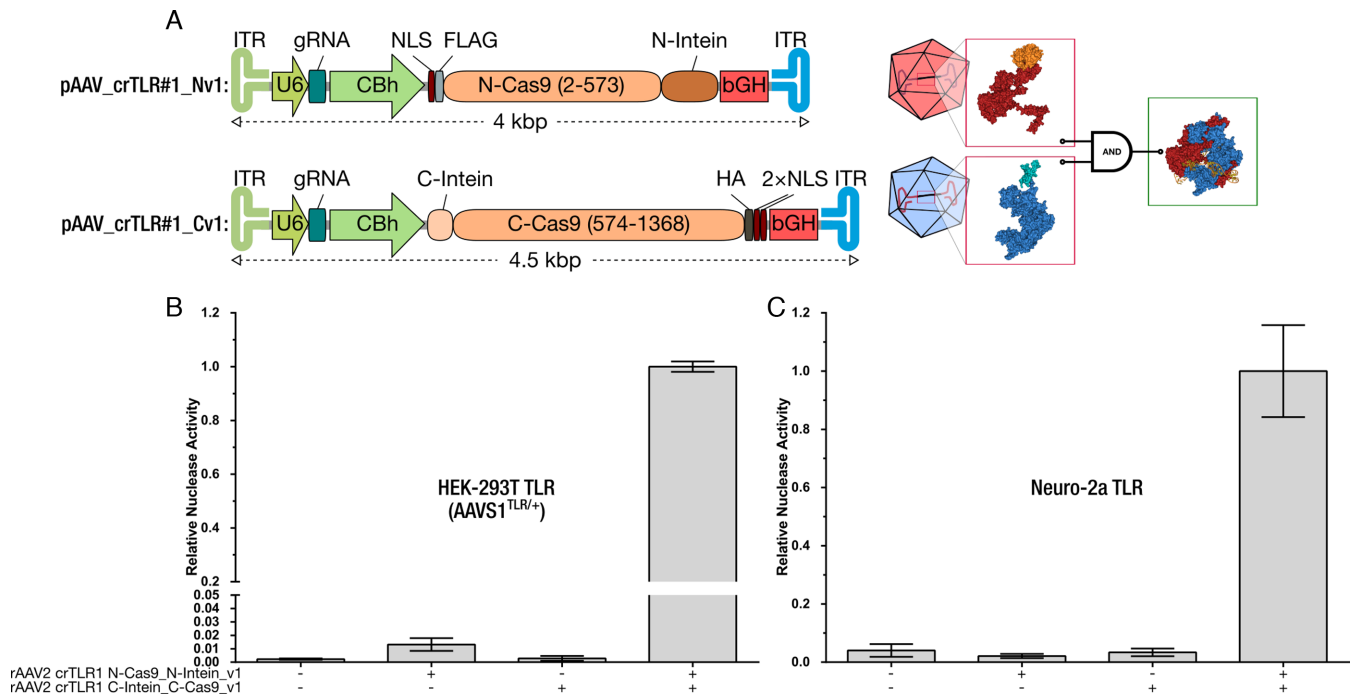 A
ITR gRNA NLS FLAG N-Intein ITR
pAAV_crTLR#1_Nv1: U6 CBh N-Cas9 (2-573) bGH
4 kbp
ITR gRNA C-Intein HA 2×NLS ITR
pAAV_crTLR#1_Cv1: U6 CBh C-Cas9 (574-1368) bGH
4.5 kbp
AND
B
Relative Nuclease Activity
1.2
1.0
0.8
0.6
0.4
0.2
0.05
0.04
0.03
0.02
0.01
0.00
HEK-293T TLR
(AAVS1TLR/+)
C
Relative Nuclease Activity
1.2
1.0
0.8
0.6
0.4
0.2
0.0
Neuro-2a TLR
rAAV2 crTLR1 N-Cas9_N-Intein_v1 - + - + - + - +
rAAV2 crTLR1 C-Intein_C-Cas9_v1 - - + + - - + +